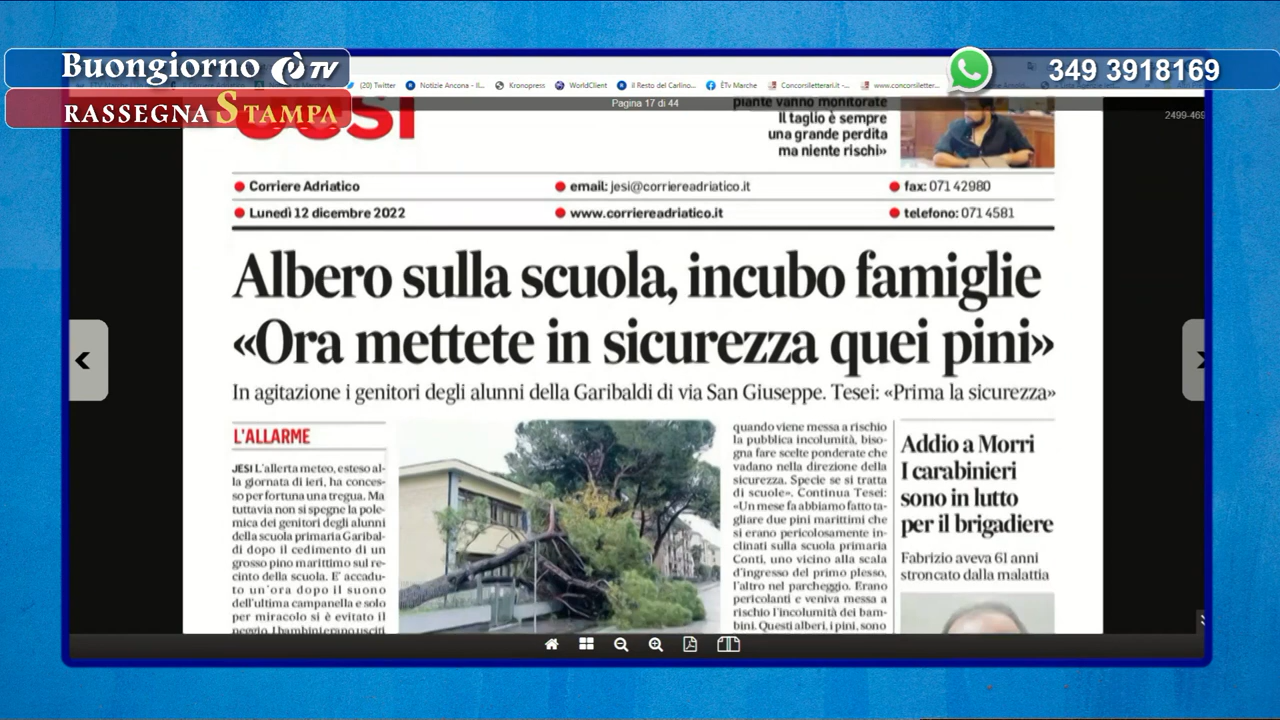 Buongiorno èTV
RASSEGNA STAMPA
349 3918169
(20) Twitter
Notizie Ancona - Il...
Kronopress
WorldClient
il Resto del Carlino...
ÈTv Marche
Concorsiletterari.it -...
www.concorsiletter...
Pagina 17 di 44
2499-469
piante vanno monitorate
Il taglio è sempre
una grande perdita
ma niente rischi»
Corriere Adriatico
email: jesi@corriereadriatico.it
fax: 071 42980
Lunedì 12 dicembre 2022
www.corriereadriatico.it
telefono: 071 4581
Albero sulla scuola, incubo famiglie
«Ora mettete in sicurezza quei pini»
In agitazione i genitori degli alunni della Garibaldi di via San Giuseppe. Tesei: «Prima la sicurezza»
L'ALLARME
JESI L'allerta meteo, esteso al-
la giornata di ieri, ha conces-
so per fortuna una tregua. Ma
tuttavia non si spegne la pole-
mica dei genitori degli alunni
della scuola primaria Garibal-
di dopo il cedimento di un
grosso pino marittimo sul re-
cinto della scuola. E' accadu-
to un'ora dopo il suono
dell'ultima campanella e solo
per miracolo si è evitato il
peggio. I bambini erano usciti
quando viene messa a rischio
la pubblica incolumità, biso-
gna fare scelte ponderate che
vadano nella direzione della
sicurezza. Specie se si tratta
di scuole». Continua Tesei:
«Un mese fa abbiamo fatto ta-
gliare due pini marittimi che
si erano pericolosamente in-
clinati sulla scuola primaria
Conti, uno vicino alla scala
d'ingresso del primo plesso,
l'altro nel parcheggio. Erano
pericolanti e veniva messa a
rischio l'incolumità dei bam-
bini. Questi alberi, i pini, sono
Addio a Morri
I carabinieri
sono in lutto
per il brigadiere
Fabrizio aveva 61 anni
stroncato dalla malattia